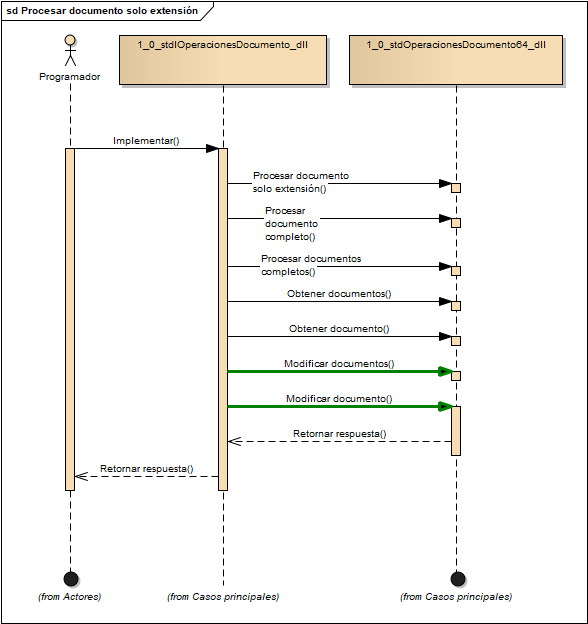 sd Procesar documento solo extensión
1_0_stdIOperacionesDocumento_dll
1_0_stdOperacionesDocumento64_dll
Programador
Implementar()
Procesar documento
solo extensión()
Procesar
documento
completo()
Procesar documentos
completos()
Obtener documentos()
Obtener documento()
Modificar documentos()
Modificar documento()
Retornar respuesta()
Retornar respuesta()
(from Actores)
(from Casos principales)
(from Casos principales)